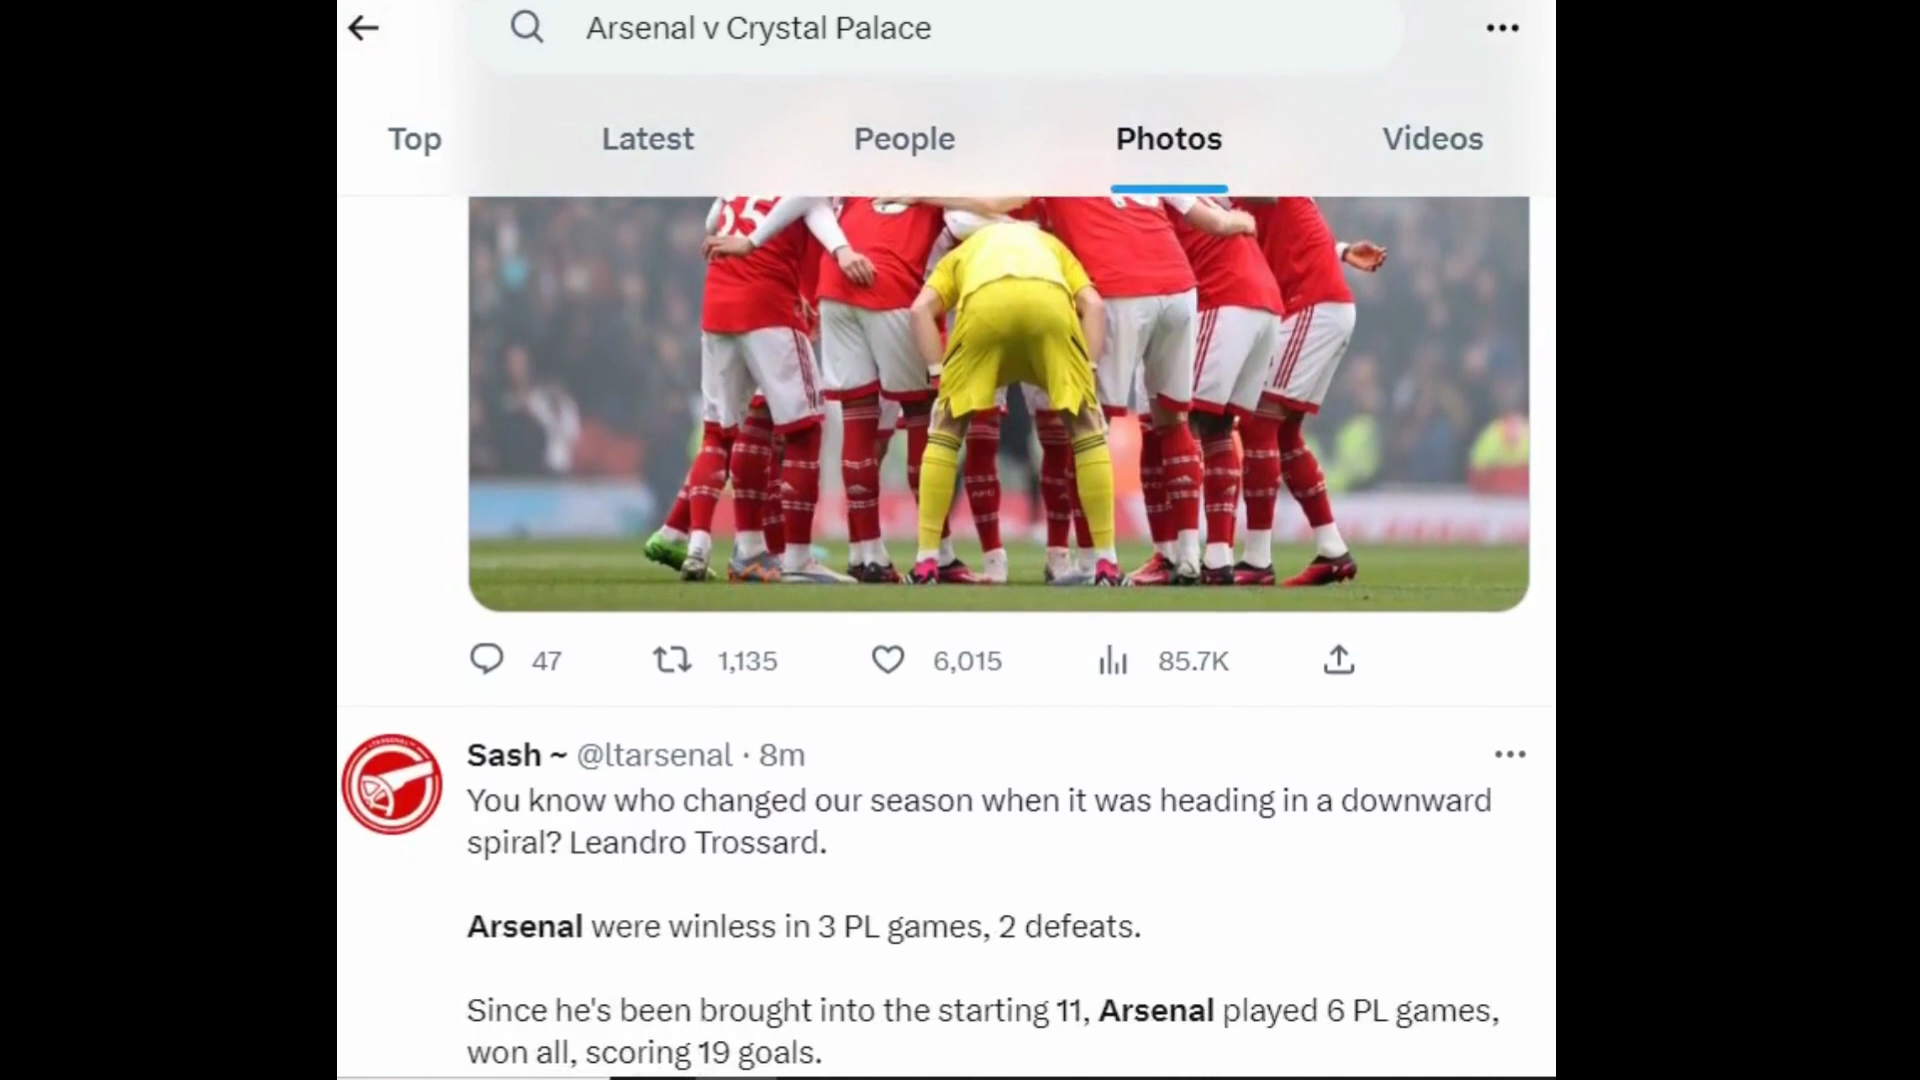 Arsenal v Crystal Palace
Top Latest People Photos Videos
47 1,135 6,015 85.7K
Sash ~ @ltarsenal · 8m
You know who changed our season when it was heading in a downward
spiral? Leandro Trossard.
Arsenal were winless in 3 PL games, 2 defeats.
Since he's been brought into the starting 11, Arsenal played 6 PL games,
won all, scoring 19 goals.